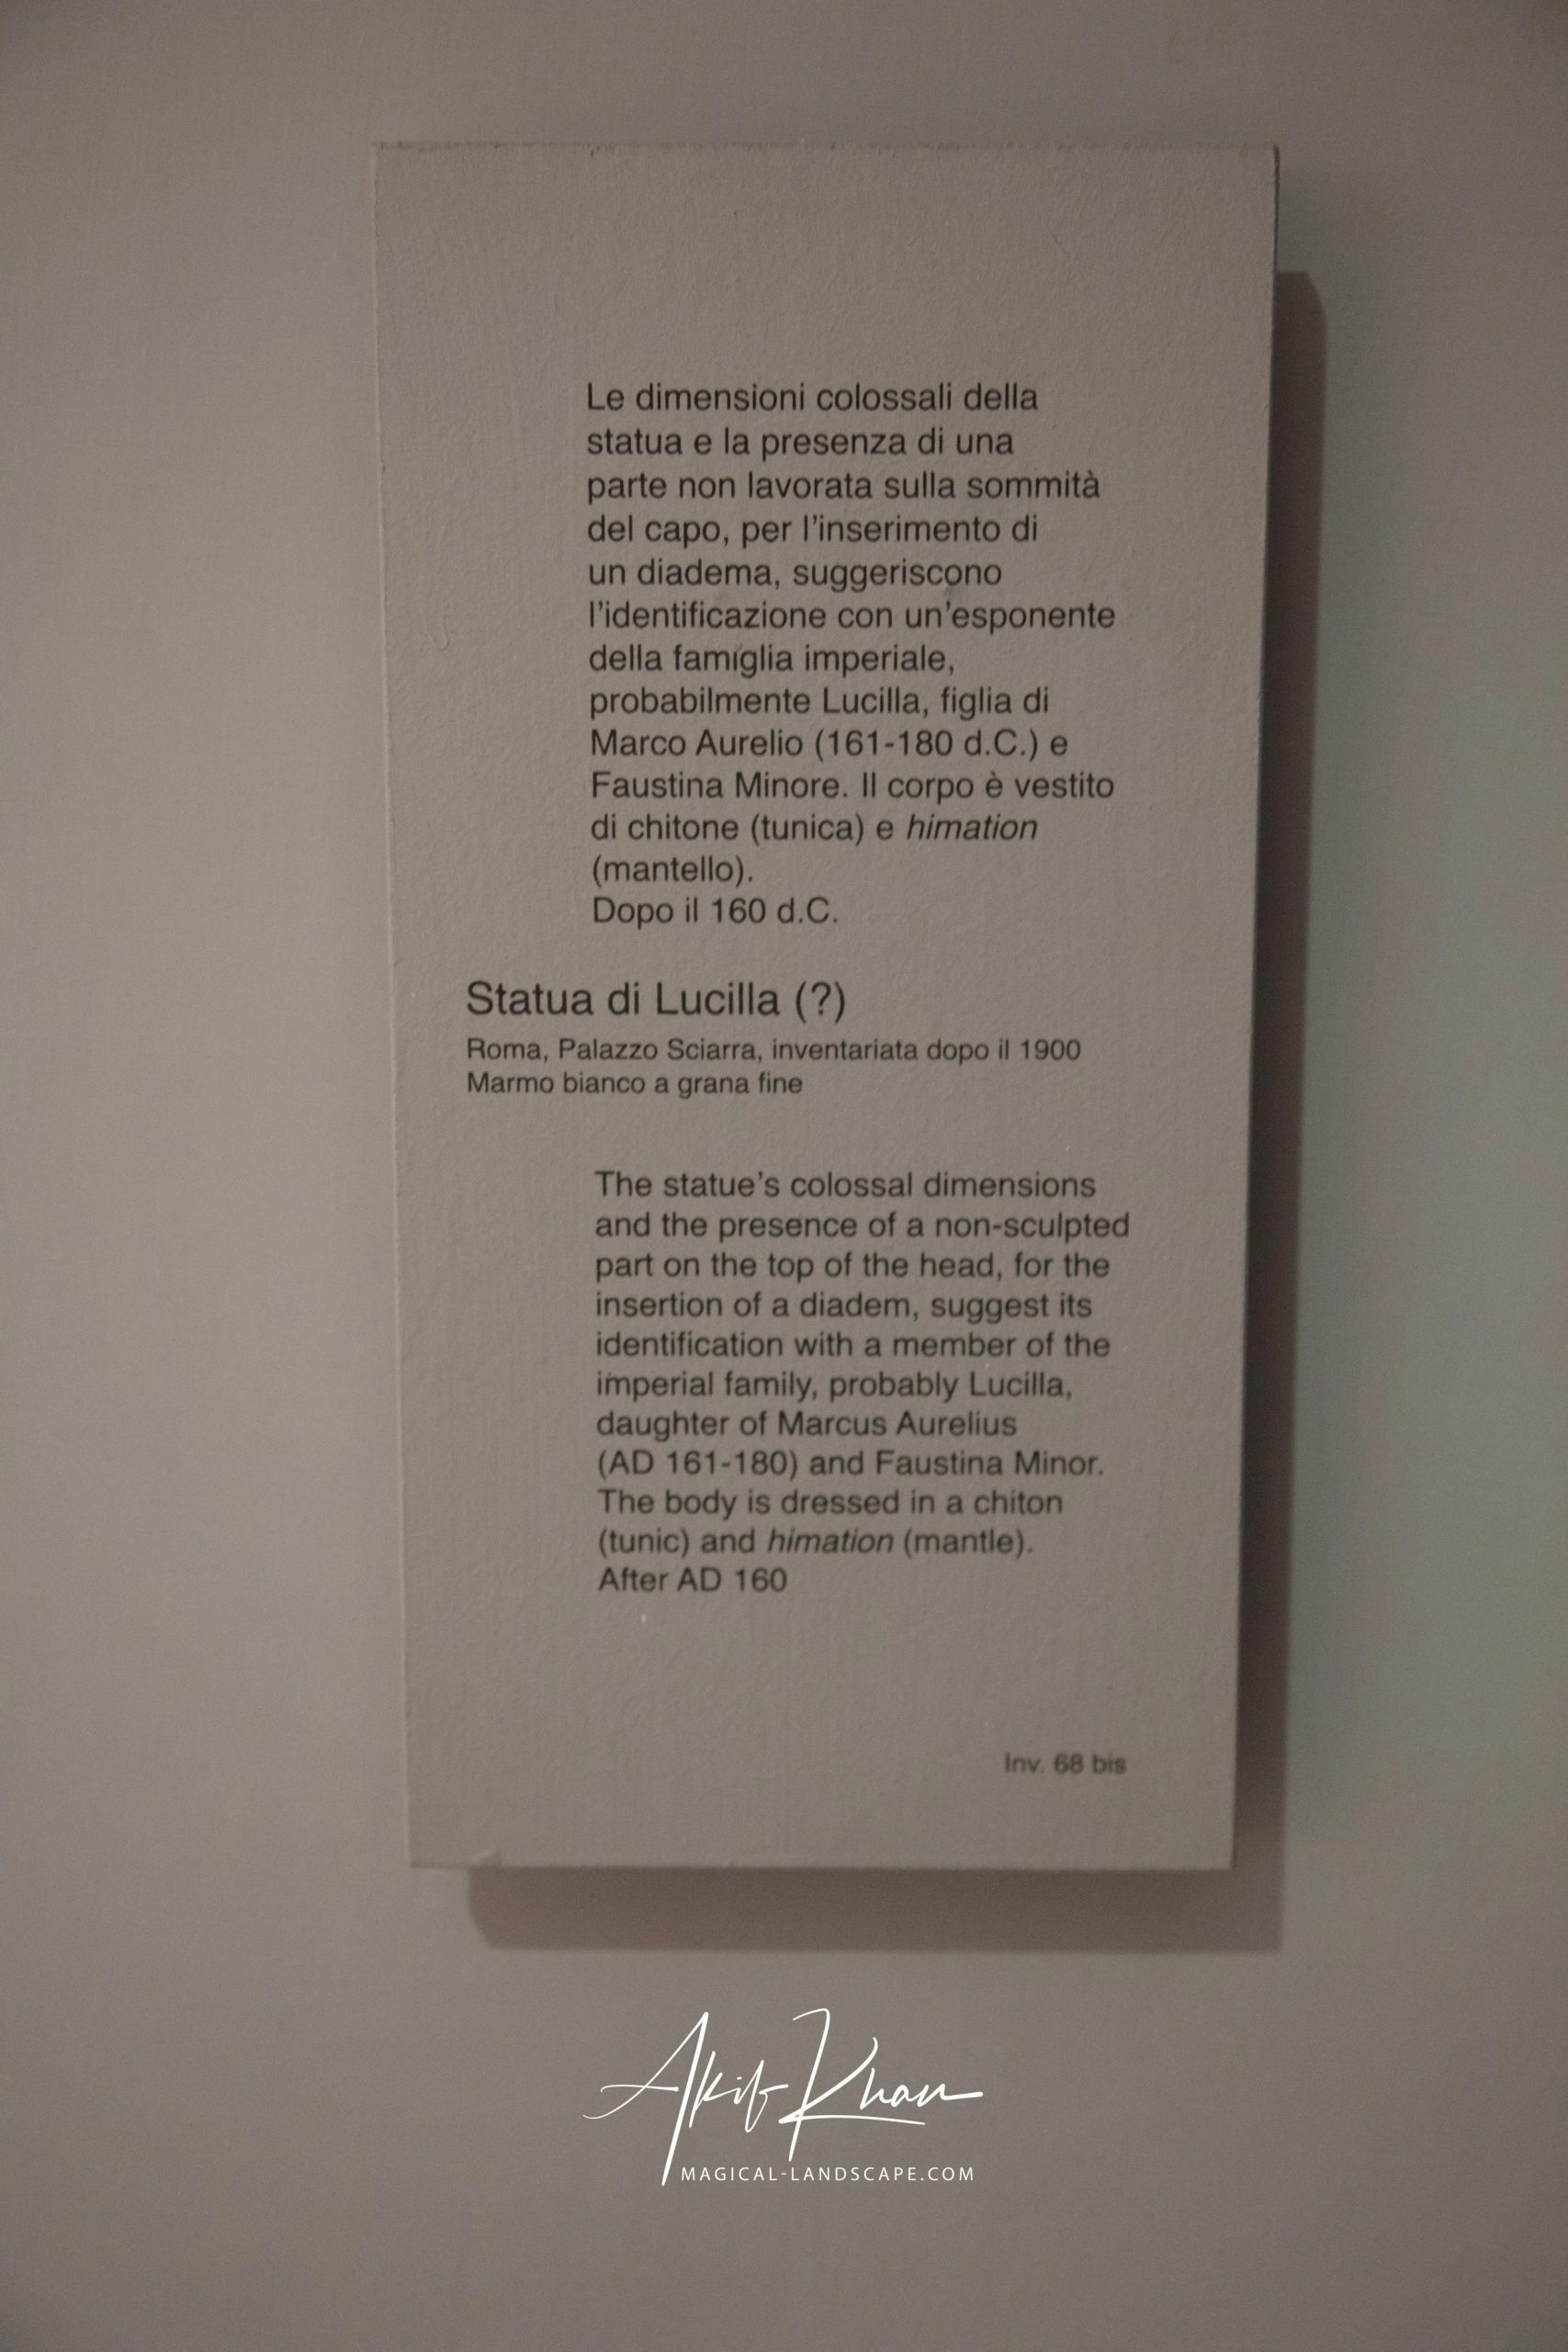 Le dimensioni colossali della
statua e la presenza di una
parte non lavorata sulla sommità
del capo, per l'inserimento di
un diadema, suggeriscono
l'identificazione con un'esponente
della famiglia imperiale,
probabilmente Lucilla, figlia di
Marco Aurelio (161-180 d.C.) e
Faustina Minore. Il corpo è vestito
di chitone (tunica) e himation
(mantello).
Dopo il 160 d.C.
Statua di Lucilla (?)
Roma, Palazzo Sciarra, inventariata dopo il 1900
Marmo bianco a grana fine
The statue's colossal dimensions
and the presence of a non-sculpted
part on the top of the head, for the
insertion of a diadem, suggest its
identification with a member of the
imperial family, probably Lucilla,
daughter of Marcus Aurelius
(AD 161-180) and Faustina Minor.
The body is dressed in a chiton
(tunic) and himation (mantle).
After AD 160
Inv. 68 bis
Akif Khan
MAGICAL-LANDSCAPE.COM